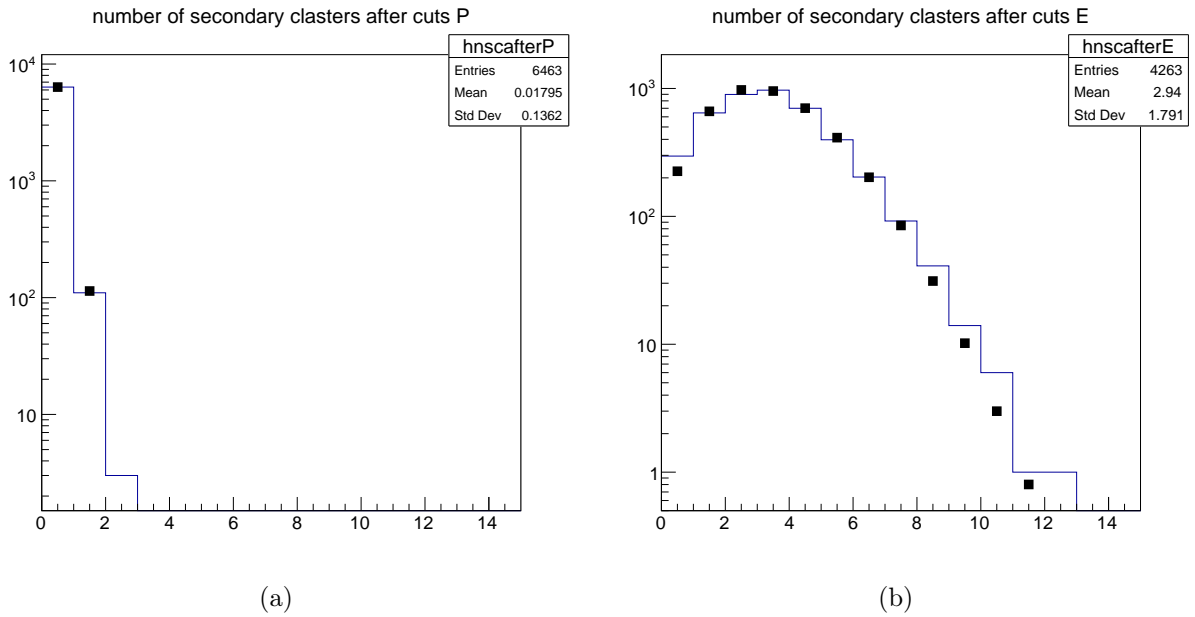 number of secondary clasters after cuts P
hnscafterP
Entries 6463
Mean 0.01795
Std Dev 0.1362
10^4
10^3
10^2
10
0 2 4 6 8 10 12 14
(a)
number of secondary clasters after cuts E
hnscafterE
Entries 4263
Mean 2.94
Std Dev 1.791
10^3
10^2
10
1
0 2 4 6 8 10 12 14
(b)